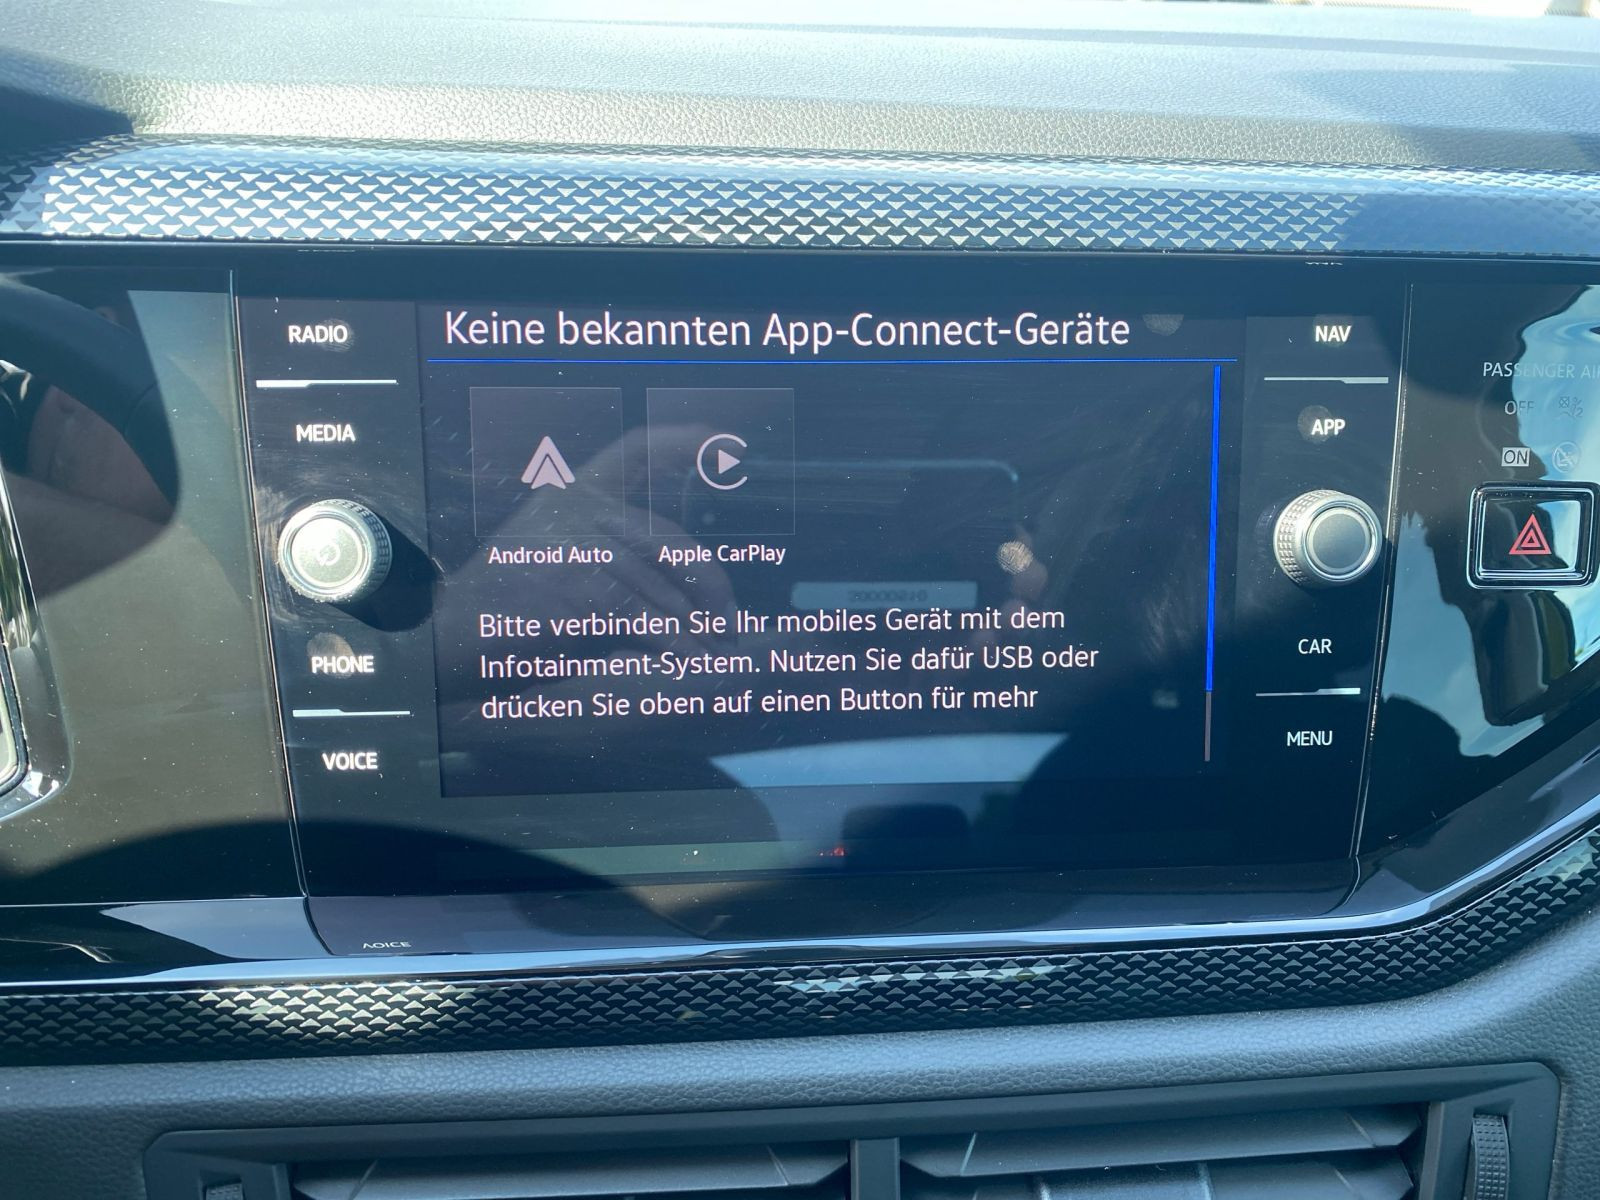 RADIO
MEDIA
PHONE
VOICE
Keine bekannten App-Connect-Geräte
Android Auto
Apple CarPlay
Bitte verbinden Sie Ihr mobiles Gerät mit dem
Infotainment-System. Nutzen Sie dafür USB oder
drücken Sie oben auf einen Button für mehr
NAV
APP
CAR
MENU
PASSENGER
OFF
ON
VOICE